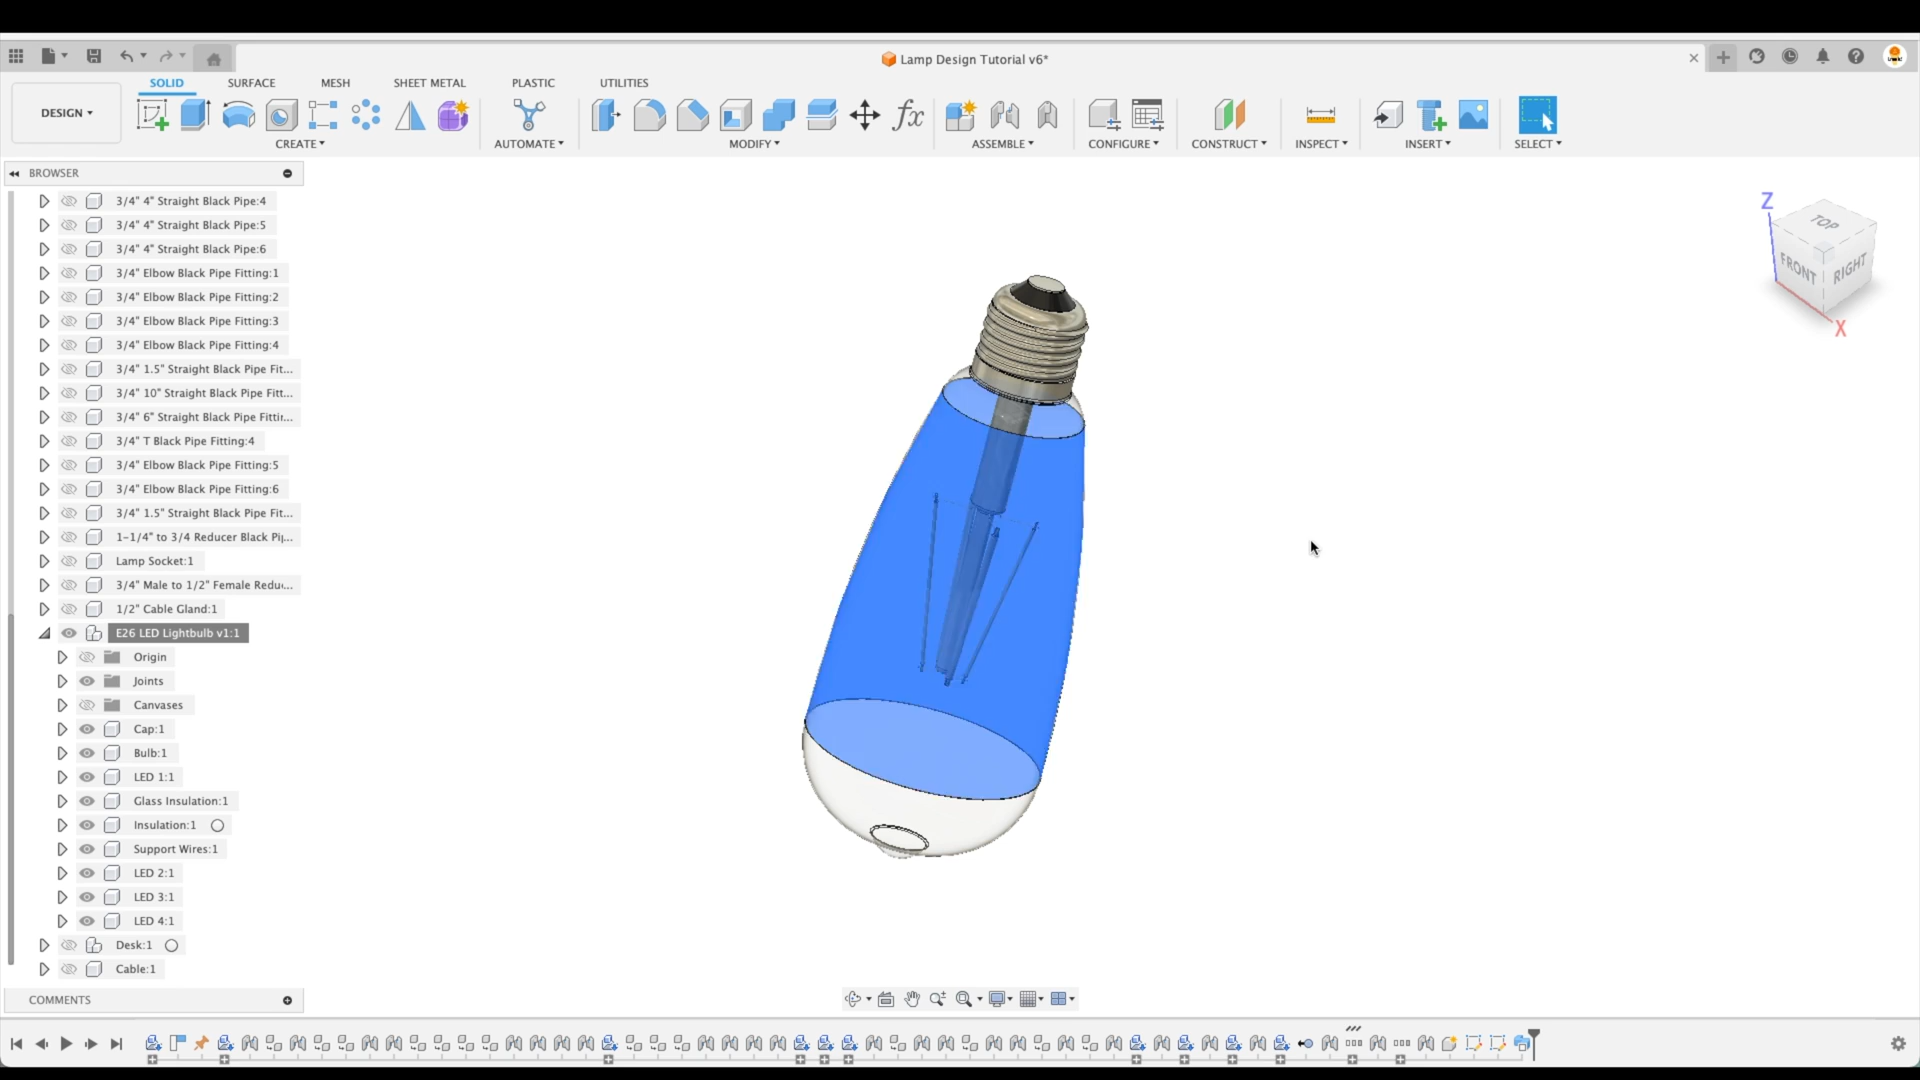 Lamp Design Tutorial v6*
SOLID SURFACE MESH SHEET METAL PLASTIC UTILITIES
DESIGN
fx
CREATE AUTOMATE MODIFY ASSEMBLE CONFIGURE CONSTRUCT INSPECT INSERT SELECT
BROWSER
3/4" 4" Straight Black Pipe:4
3/4" 4" Straight Black Pipe:5
3/4" 4" Straight Black Pipe:6
3/4" Elbow Black Pipe Fitting:1
3/4" Elbow Black Pipe Fitting:2
3/4" Elbow Black Pipe Fitting:3
3/4" Elbow Black Pipe Fitting:4
3/4" 1.5" Straight Black Pipe Fit...
3/4" 10" Straight Black Pipe Fitt...
3/4" 6" Straight Black Pipe Fittin...
3/4" T Black Pipe Fitting:4
3/4" Elbow Black Pipe Fitting:5
3/4" Elbow Black Pipe Fitting:6
3/4" 1.5" Straight Black Pipe Fit...
1-1/4" to 3/4 Reducer Black Pip...
Lamp Socket:1
3/4" Male to 1/2" Female Reduc...
1/2" Cable Gland:1
E26 LED Lightbulb v1:1
Origin
Joints
Canvases
Cap:1
Bulb:1
LED 1:1
Glass Insulation:1
Insulation:1
Support Wires:1
LED 2:1
LED 3:1
LED 4:1
Desk:1
Cable:1
COMMENTS
Z
TOP
FRONT RIGHT
X